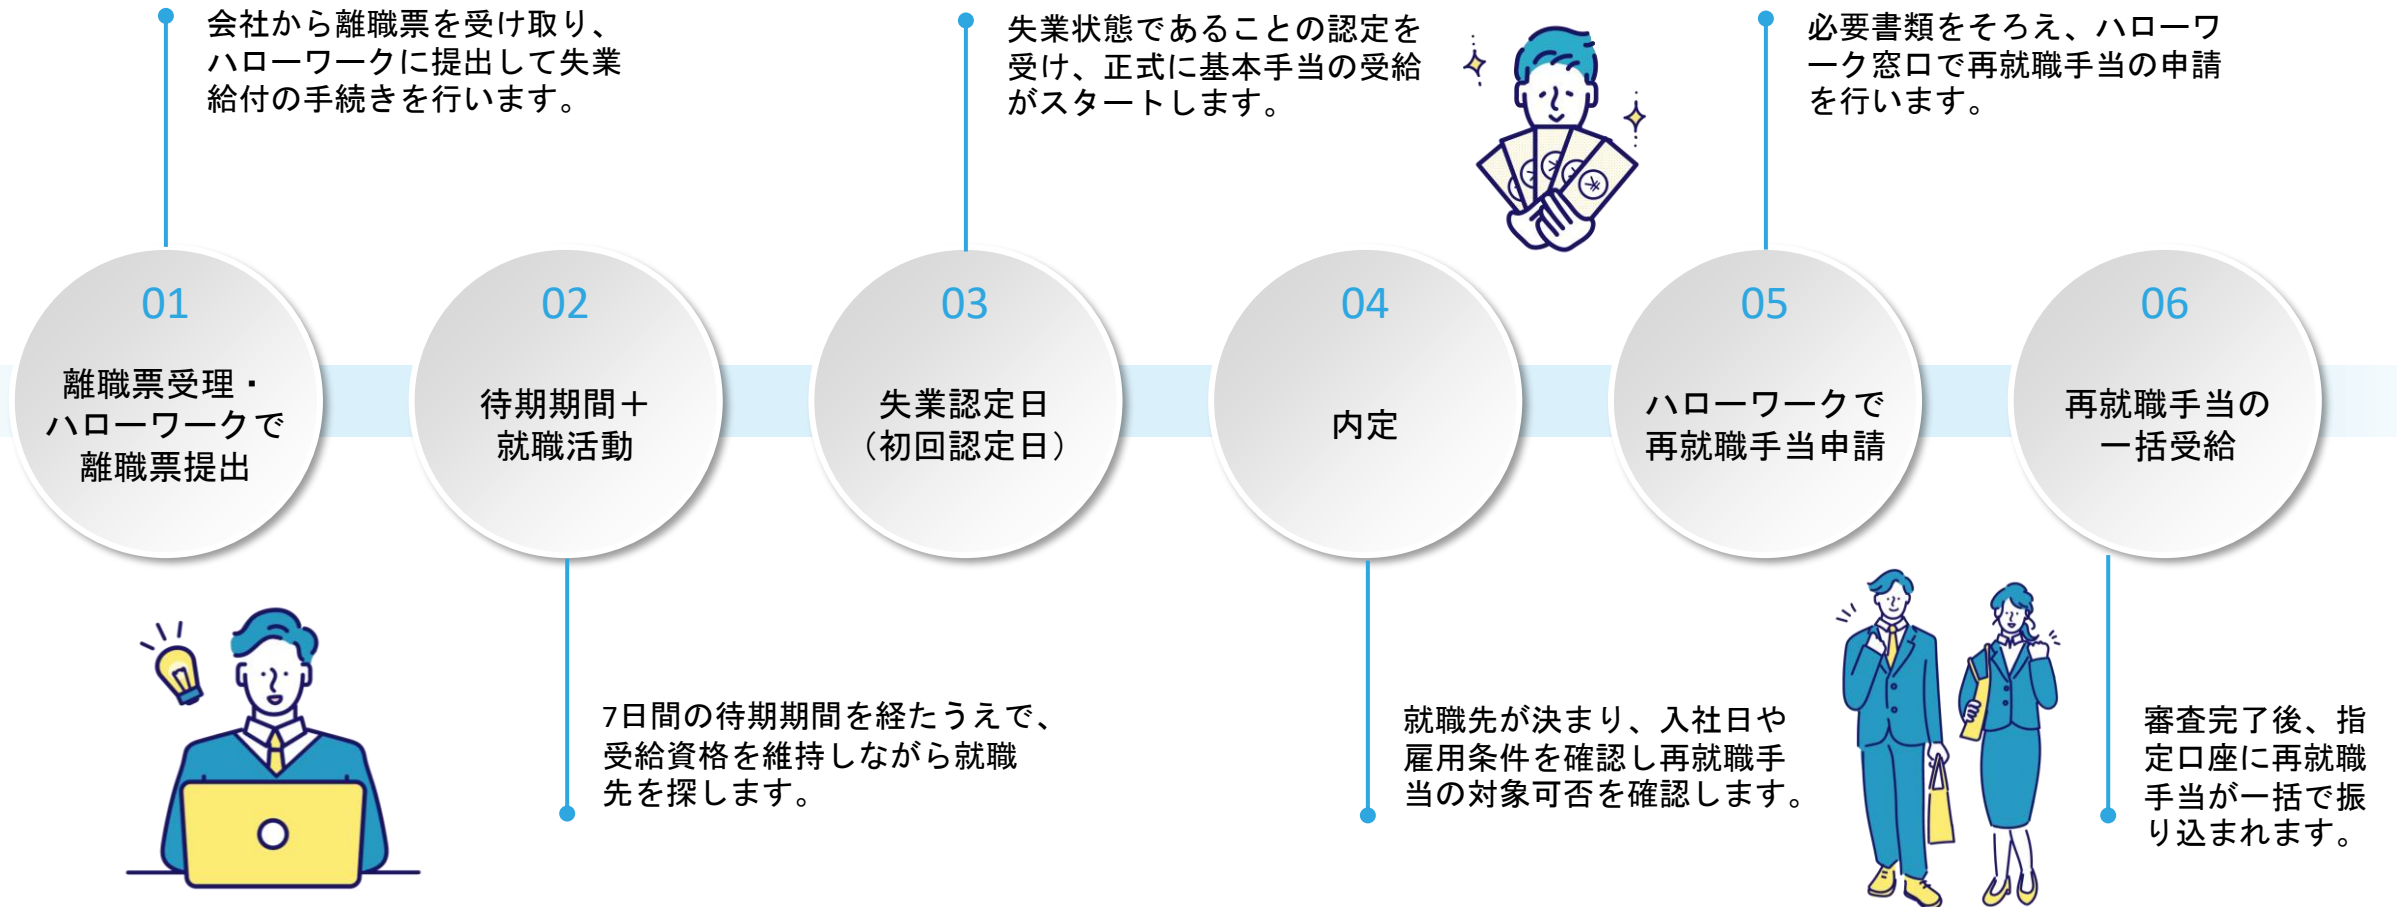 会社から離職票を受け取り、
ハローワークに提出して失業
給付の手続きを行います。
失業状態であることの認定を
受け、正式に基本手当の受給
がスタートします。
必要書類をそろえ、ハローワ
ーク窓口で再就職手当の申請
を行います。
01
離職票受理・
ハローワークで
離職票提出
02
待期期間＋
就職活動
03
失業認定日
（初回認定日）
04
内定
05
ハローワークで
再就職手当申請
06
再就職手当の
一括受給
7日間の待期期間を経たうえで、
受給資格を維持しながら就職
先を探します。
就職先が決まり、入社日や
雇用条件を確認し再就職手
当の対象可否を確認します。
審査完了後、指
定口座に再就職
手当が一括で振
り込まれます。